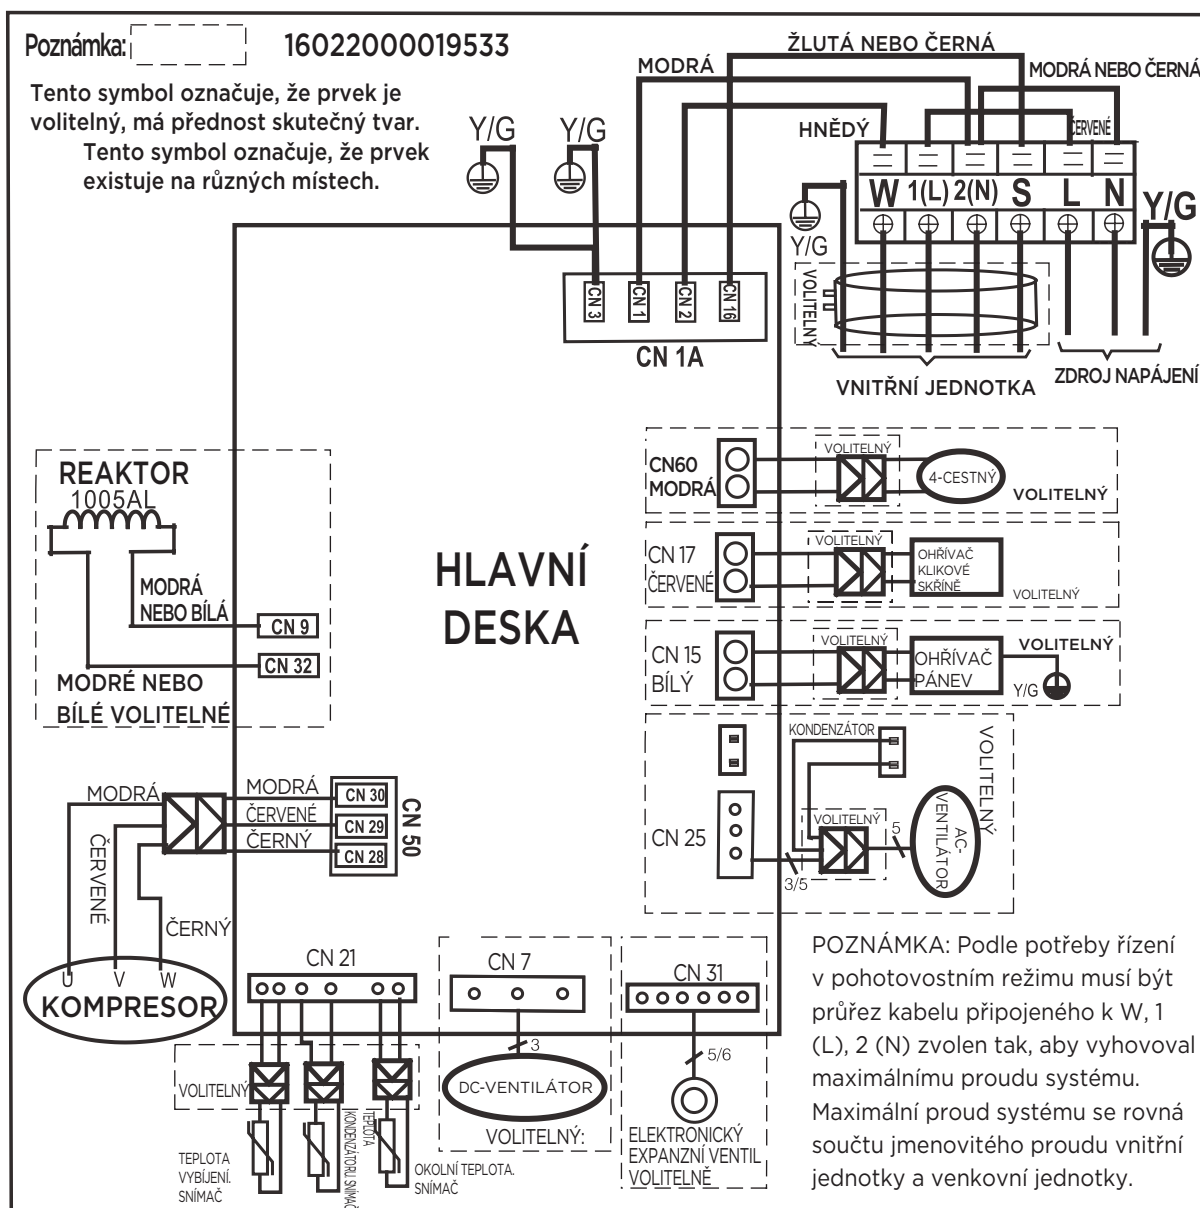 Poznámka:
16022000019533
Tento symbol označuje, že prvek je
volitelný, má přednost skutečný tvar.
Tento symbol označuje, že prvek
existuje na různých místech.
Y/G
Y/G
MODRÁ
ŽLUTÁ NEBO ČERNÁ
MODRÁ NEBO ČERNÁ
HNĚDÝ
ČERVENÉ
W
1(L)
2(N)
S
L
N
Y/G
Y/G
VOLITELNÝ
VNITŘNÍ JEDNOTKA
ZDROJ NAPÁJENÍ
CN 3
CN 1
CN 2
CN 16
CN 1A
REAKTOR
1005AL
MODRÁ
NEBO BÍLÁ
CN 9
CN 32
MODRÉ NEBO
BÍLÉ VOLITELNÉ
HLAVNÍ
DESKA
CN60
MODRÁ
VOLITELNÝ
4-CESTNÝ
VOLITELNÝ
CN 17
ČERVENÉ
VOLITELNÝ
OHŘÍVAČ
KLIKOVÉ
SKŘÍNĚ
VOLITELNÝ
CN 15
BÍLÝ
VOLITELNÝ
OHŘÍVAČ
PÁNEV
VOLITELNÝ
Y/G
KONDENZÁTOR
VOLITELNÝ
CN 25
VOLITELNÝ
3/5
5
AC-
VENTILÁTOR
MODRÁ
ČERVENÉ
ČERNÝ
MODRÁ
ČERVENÉ
ČERNÝ
CN 30
CN 29
CN 28
CN 50
U
V
W
KOMPRESOR
CN 21
VOLITELNÝ
TEPLOTA
VYBÍJENÍ.
SNÍMAČ
TEPLOTA
KONDENZÁTORU. SNÍMAČ
OKOLNÍ TEPLOTA.
SNÍMAČ
CN 7
3
DC-VENTILÁTOR
VOLITELNÝ:
CN 31
5/6
ELEKTRONICKÝ
EXPANZNÍ VENTIL
VOLITELNĚ
POZNÁMKA: Podle potřeby řízení
v pohotovostním režimu musí být
průřez kabelu připojeného k W, 1
(L), 2 (N) zvolen tak, aby vyhovoval
maximálnímu proudu systému.
Maximální proud systému se rovná
součtu jmenovitého proudu vnitřní
jednotky a venkovní jednotky.